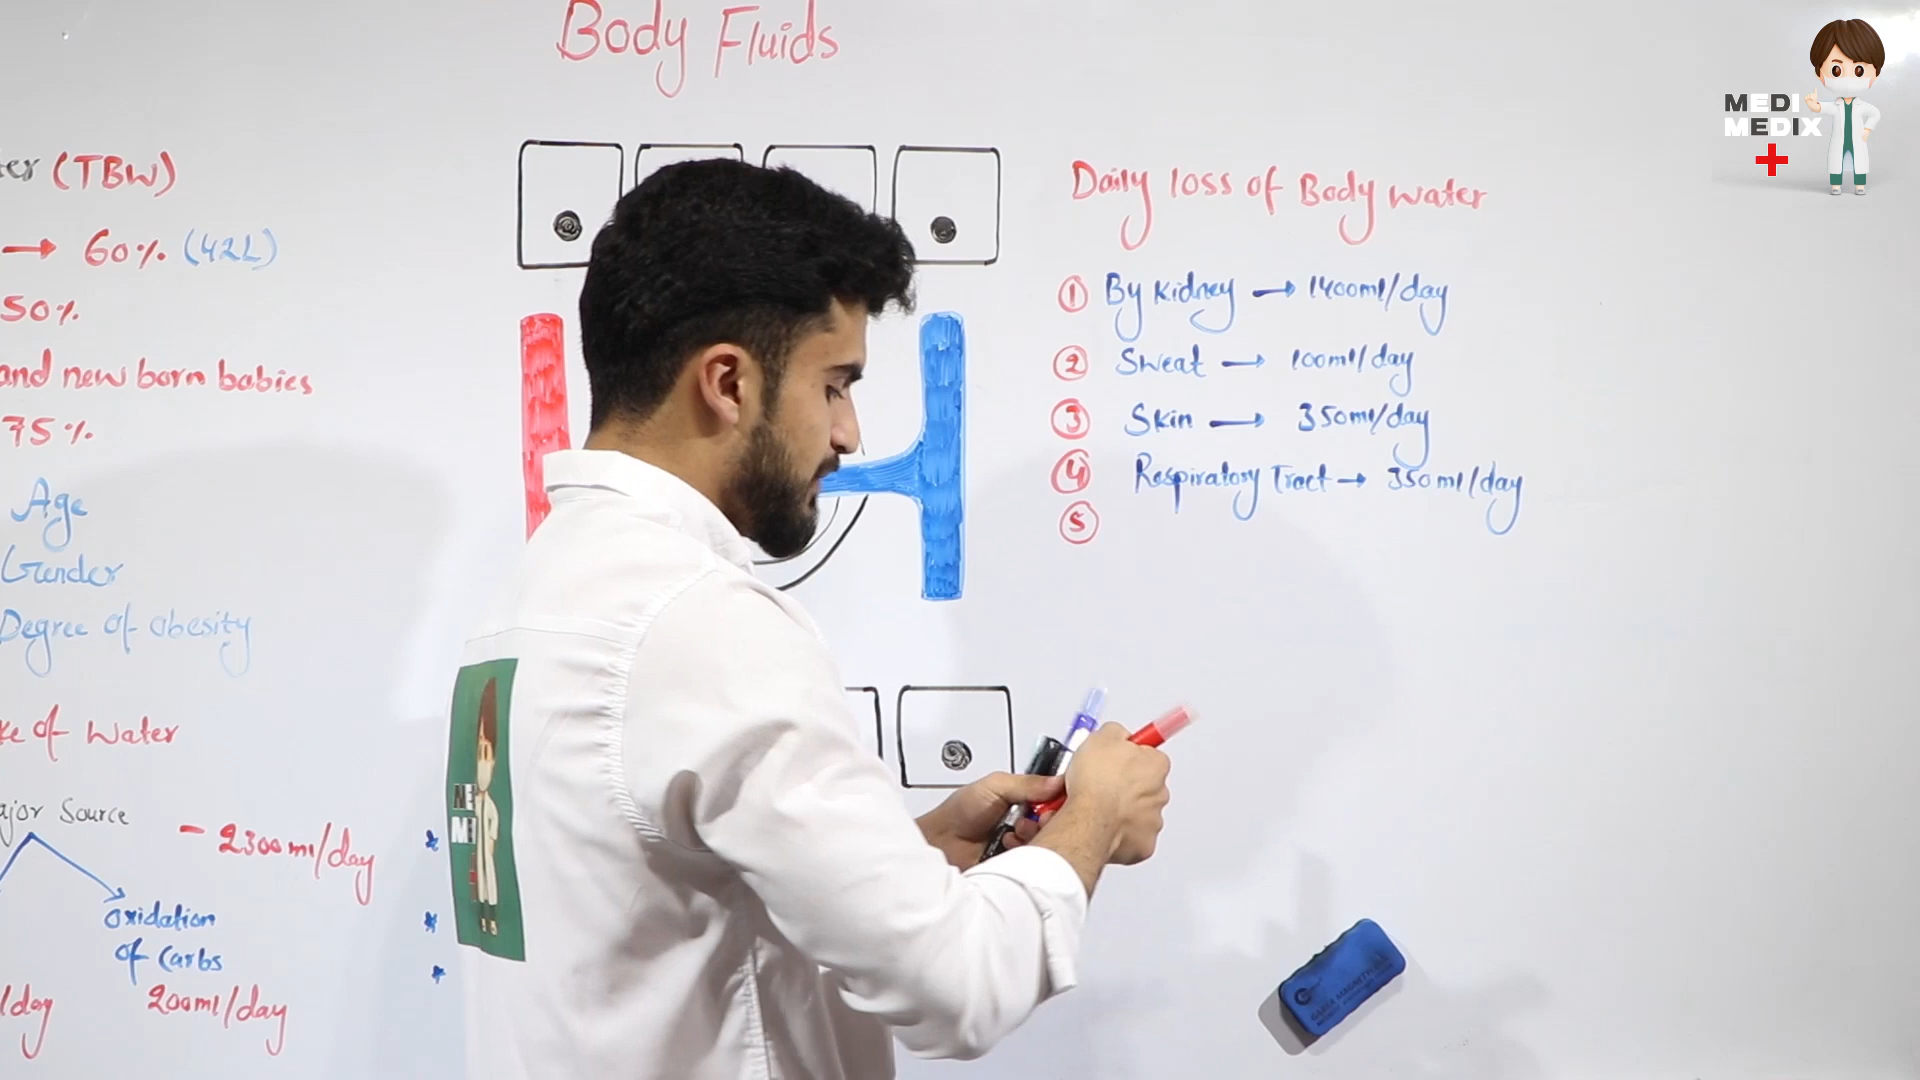 Body Fluids
MEDI
MEDIX
(TBW)
→ 60% (42L)
50%
and new born babies
75%
Age
Gender
Degree of obesity
of Water
Source
- 2300ml/day
Oxidation
of Carbs
/day
200ml/day
Daily loss of Body water
① By Kidney → 1400ml/day
② Sweat → 100ml/day
③ Skin → 350ml/day
④ Respiratory Tract → 350ml/day
⑤